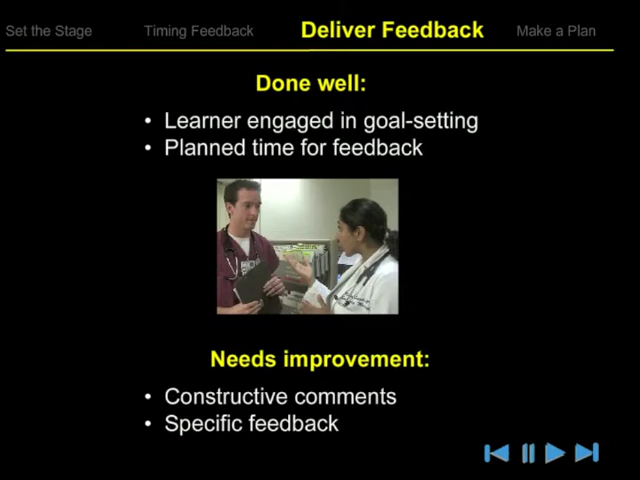 Set the Stage
Timing Feedback
Deliver Feedback
Make a Plan
Done well:
• Learner engaged in goal-setting
• Planned time for feedback
Needs improvement:
• Constructive comments
• Specific feedback